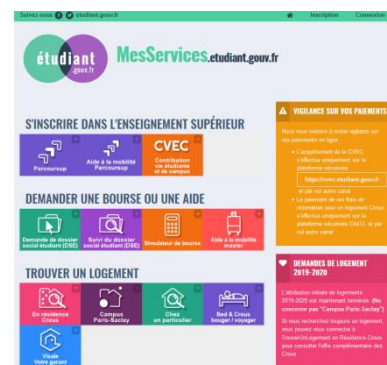 Suivez-nous etudiant.gouv.fr
Inscription Connexion
étudiant
.gouv.fr
MesServices.etudiant.gouv.fr
S'INSCRIRE DANS L'ENSEIGNEMENT SUPÉRIEUR
Parcoursup
Aide à la mobilité
Parcoursup
CVEC
Contribution
vie étudiante
et de campus
DEMANDER UNE BOURSE OU UNE AIDE
Demande de dossier
social étudiant (DSE)
Suivi du dossier
social étudiant (DSE)
Simulateur de bourse
Aide à la mobilité
master
TROUVER UN LOGEMENT
En résidence
Crous
Campus
Paris-Saclay
Chez
un particulier
Bed & Crous
bouger / voyager
Visale
Votre garant
VIGILANCE SUR VOS PAIEMENTS
Nous vous invitons à rester vigilants sur
vos paiements en ligne :
L'acquittement de la CVEC
s'effectue uniquement sur la
plateforme sécurisée
https://cvec.etudiant.gouv.fr
et par nul autre canal
Le paiement de vos frais de
réservation pour un logement Crous
s'effectue uniquement sur la
plateforme sécurisée Cité'U, et par
nul autre canal
DEMANDES DE LOGEMENT
2019-2020
L'attribution initiale de logements
2019-2020 est maintenant terminée. (Ne
concerne pas "Campus Paris Saclay")
Si vous recherchez toujours un logement,
vous pouvez vous connecter à
TrouverUnLogement en Résidence Crous
pour consulter l'offre complémentaire des
Crous.